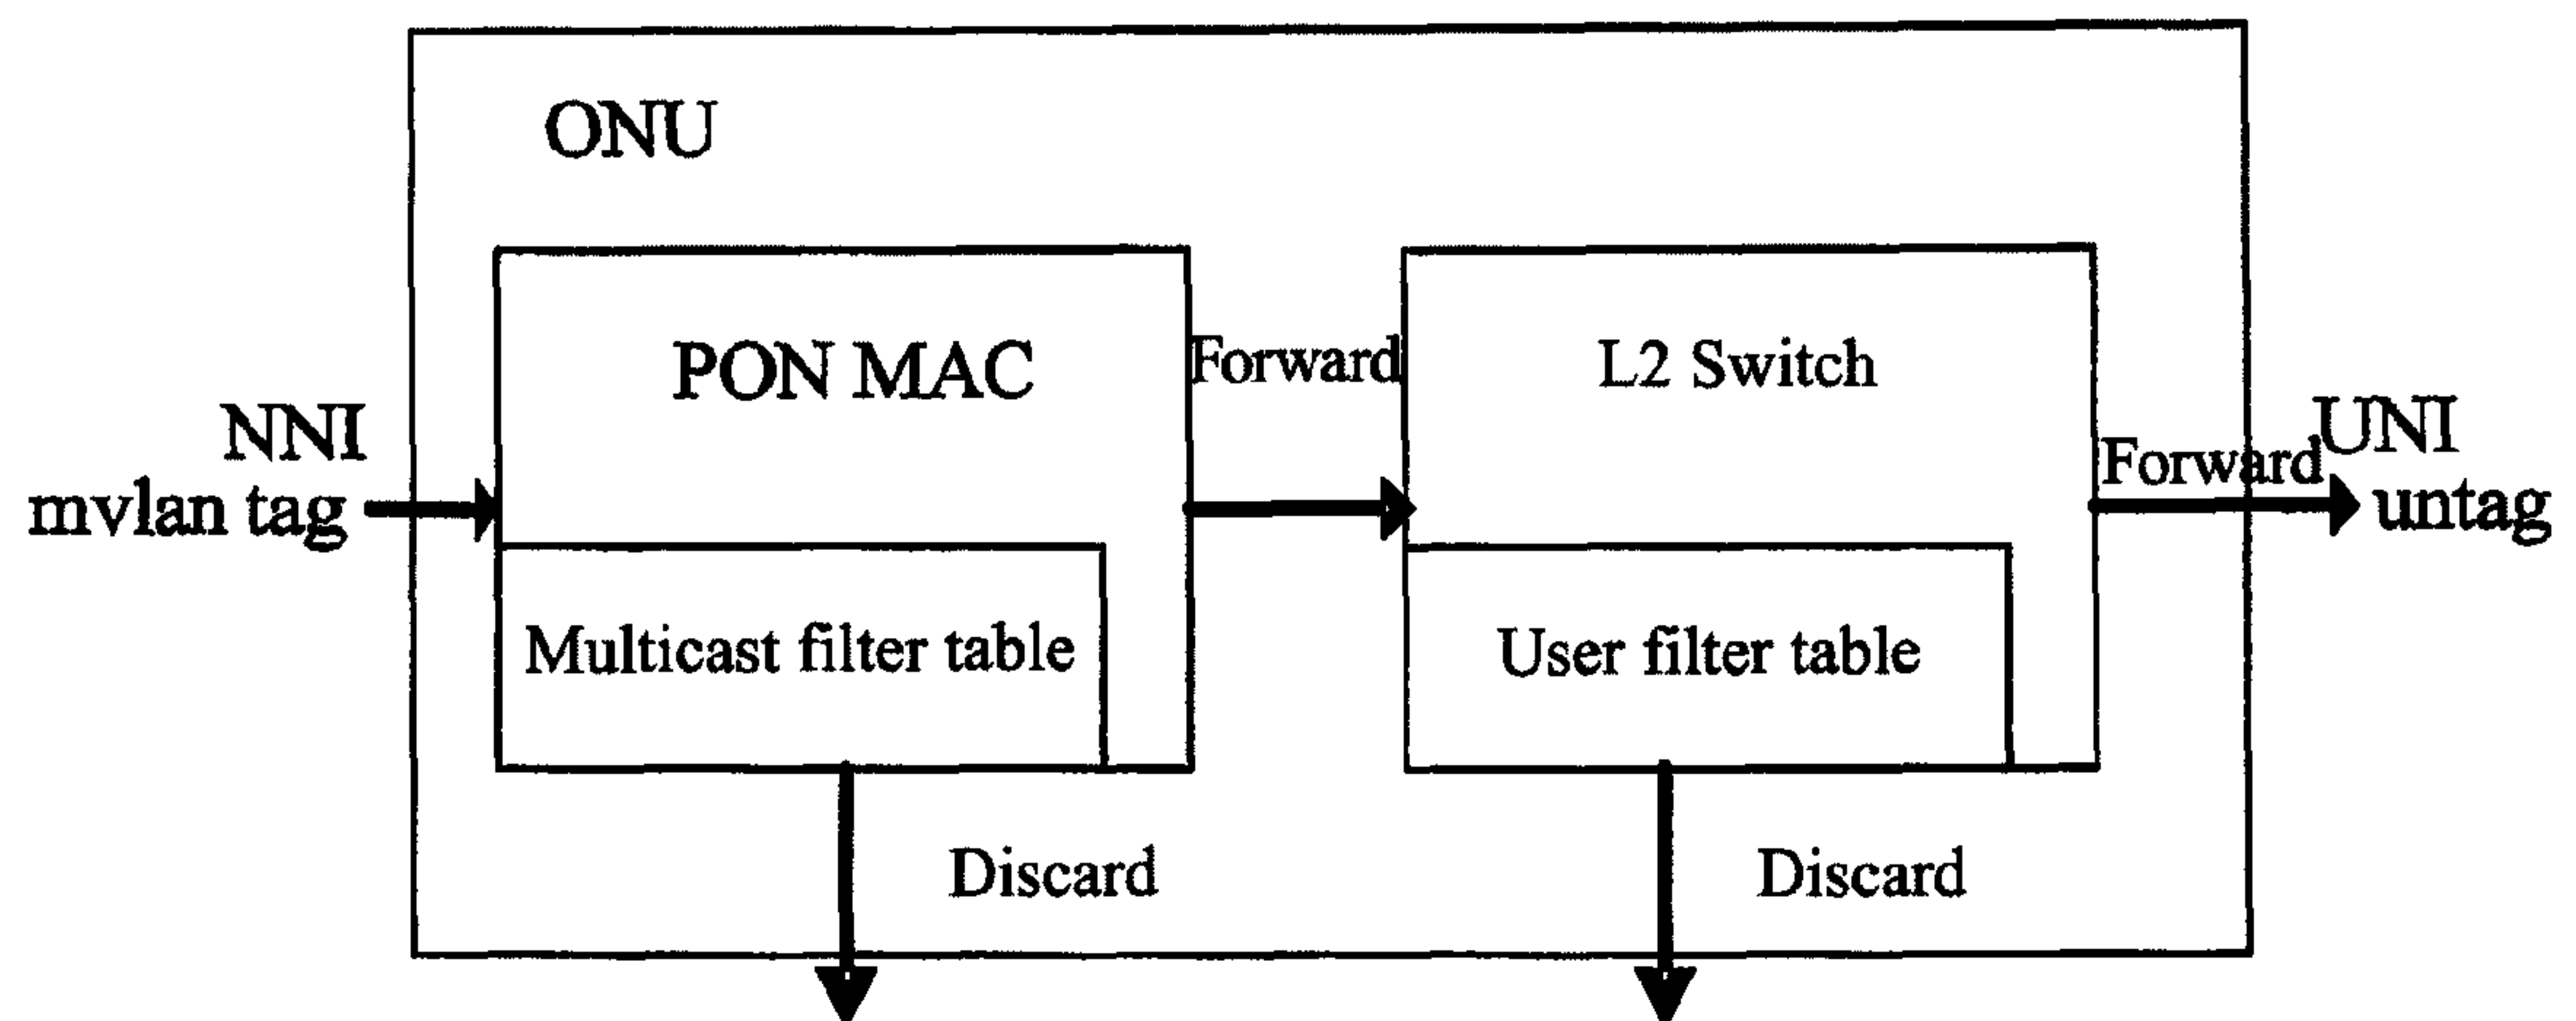 ONU
PON MAC
Forward
L2 Switch
NNI
mvlan tag
UNI
Forward
untag
Multicast filter table
User filter table
Discard
Discard